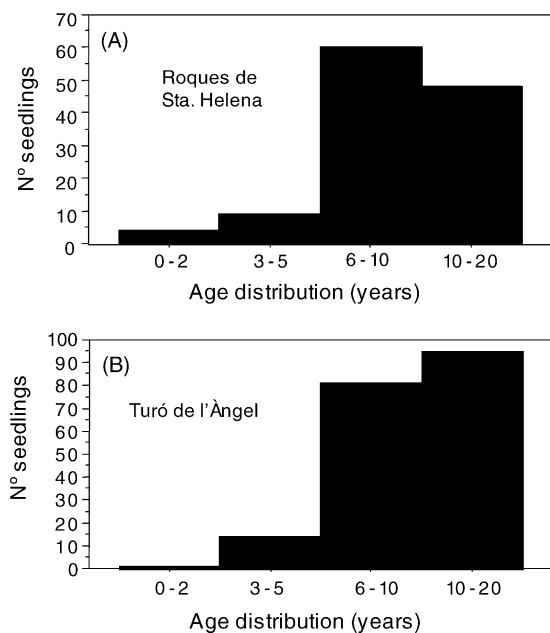 (A)
Roques de
Sta. Helena
Nº seedlings
70
60
50
40
30
20
10
0
0 - 2 3 - 5 6 - 10 10 - 20
Age distribution (years)
(B)
Turó de l'Àngel
Nº seedlings
100
90
80
70
60
50
40
30
20
10
0
0 - 2 3 - 5 6 - 10 10 - 20
Age distribution (years)